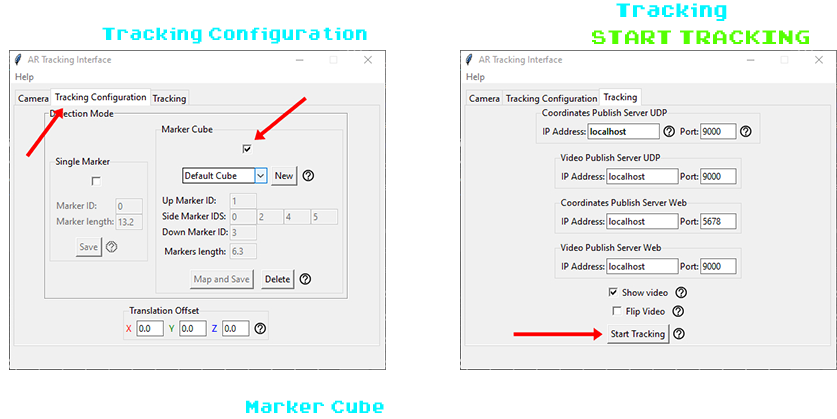 Tracking Configuration
AR Tracking Interface
Help
Camera Tracking Configuration Tracking
Detection Mode
Marker Cube
Default Cube New
Single Marker
Up Marker ID: 1
Marker ID: 0
Side Marker IDS: 0 2 4 5
Marker length: 13.2
Down Marker ID: 3
Save
Markers length: 6.3
Map and Save Delete
Translation Offset
X 0.0 Y 0.0 Z 0.0
Marker Cube
Tracking
START TRACKING
AR Tracking Interface
Help
Camera Tracking Configuration Tracking
Coordinates Publish Server UDP
IP Address: localhost Port: 9000
Video Publish Server UDP
IP Address: localhost Port: 9000
Coordinates Publish Server Web
IP Address: localhost Port: 5678
Video Publish Server Web
IP Address: localhost Port: 9000
Show video
Flip Video
Start Tracking